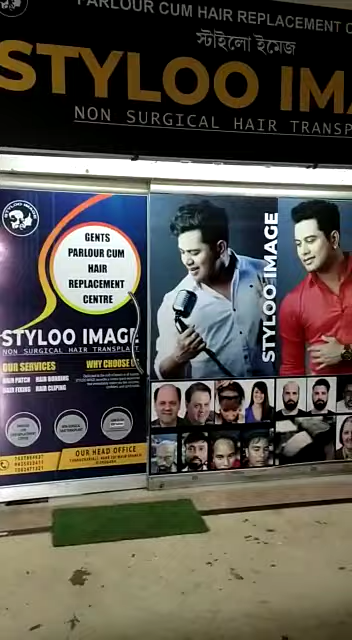 PARLOUR CUM HAIR REPLACEMENT C
স্টাইলো ইমেজ
STYLOO IMA
NON SURGICAL HAIR TRANSP
GENTS
PARLOUR CUM
HAIR
REPLACEMENT
CENTRE
STYLOO IMAGE
NON SURGICAL HAIR TRANSPLANT
OUR SERVICES
WHY CHOOSE
HAIR PATCH HAIR BONDING
HAIR FIXING HAIR CLIPING
OUR HEAD OFFICE
STYLOO IMAGE